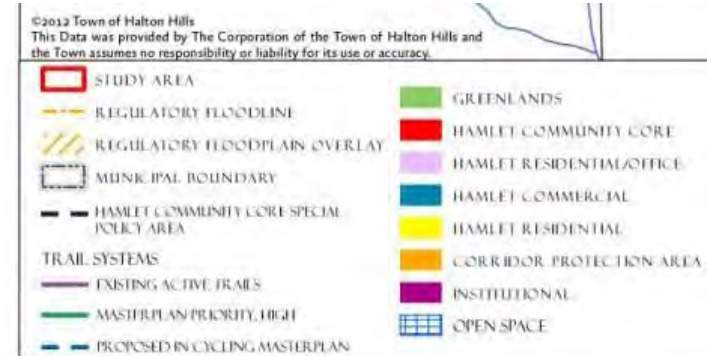 ©2012 Town of Halton Hills
This Data was provided by The Corporation of the Town of Halton Hills and
the Town assumes no responsibility or liability for its use or accuracy.
STUDY AREA
REGULATORY FLOODLINE
REGULATORY FLOODPLAIN OVERLAY
MUNICIPAL BOUNDARY
HAMLET COMMUNITY CORE SPECIAL
POLICY AREA
TRAIL SYSTEMS
EXISTING ACTIVE TRAILS
MASTERPLAN PRIORITY, HIGH
PROPOSED IN CYCLING MASTERPLAN
GREENLANDS
HAMLET COMMUNITY CORE
HAMLET RESIDENTIAL/OFFICE
HAMLET COMMERCIAL
HAMLET RESIDENTIAL
CORRIDOR PROTECTION AREA
INSTITUTIONAL
OPEN SPACE